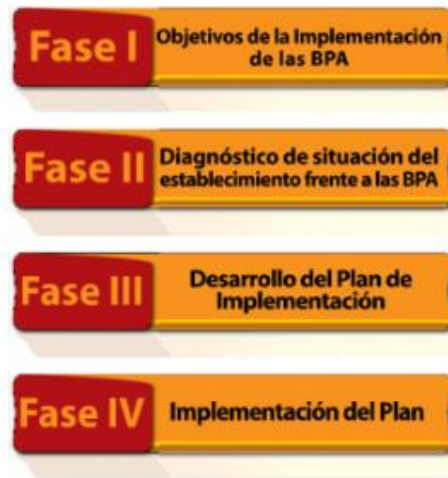 Fase I
Objetivos de la Implementación
de las BPA
Fase II
Diagnóstico de situación del
establecimiento frente a las BPA
Fase III
Desarrollo del Plan de
Implementación
Fase IV
Implementación del Plan